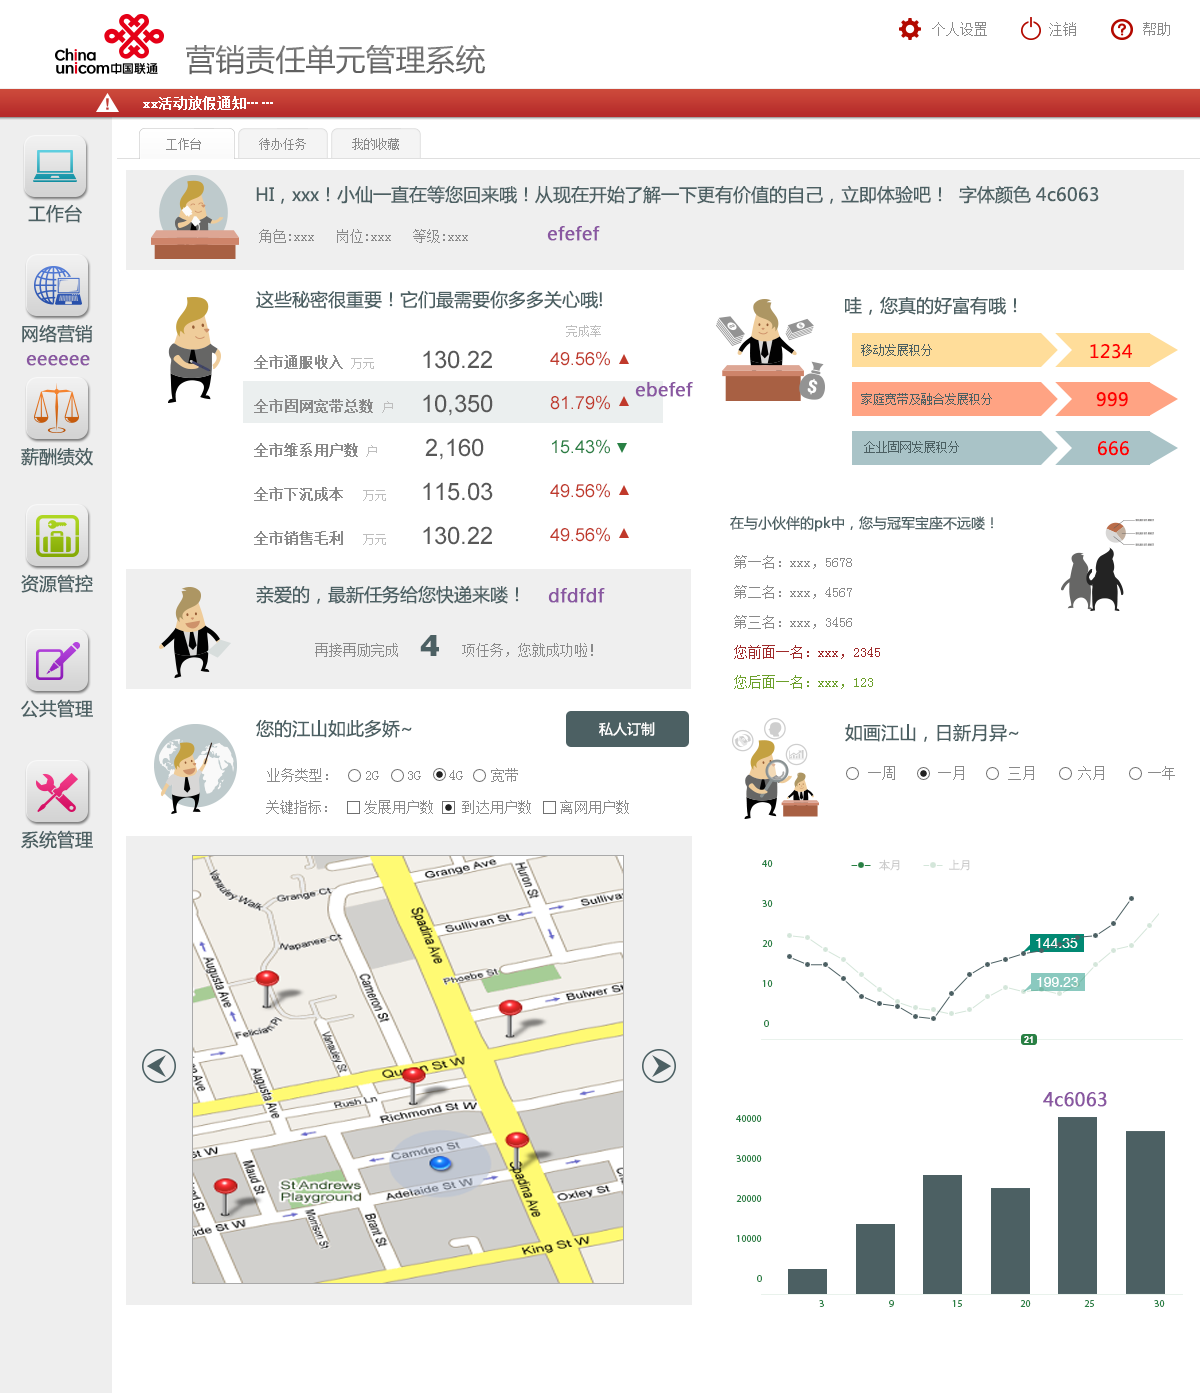 China
unicom中国联通
营销责任单元管理系统
个人设置
注销
帮助
xx活动放假通知……
工作台
待办任务
我的收藏
工作台
网络营销
eeeeee
薪酬绩效
资源管控
公共管理
系统管理
HI，xxx！小仙一直在等您回来哦！从现在开始了解一下更有价值的自己，立即体验吧！ 字体颜色 4c6063
角色:xxx 岗位:xxx 等级:xxx
efefef
这些秘密很重要！它们最需要你多多关心哦!
完成率
全市通服收入 万元 130.22 49.56%
全市固网宽带总数 户 10,350 81.79%
ebefef
全市维系用户数 户 2,160 15.43%
全市下沉成本 万元 115.03 49.56%
全市销售毛利 万元 130.22 49.56%
哇，您真的好富有哦！
移动发展积分 1234
家庭宽带及融合发展积分 999
企业固网发展积分 666
在与小伙伴的pk中，您与冠军宝座不远喽！
第一名：xxx，5678
第二名：xxx，4567
第三名：xxx，3456
您前面一名：xxx，2345
您后面一名：xxx，123
亲爱的，最新任务给您快递来喽！
dfdfdf
再接再励完成 4 项任务，您就成功啦!
您的江山如此多娇~
私人订制
业务类型： 2G 3G 4G 宽带
关键指标： 发展用户数 到达用户数 离网用户数
如画江山，日新月异~
一周 一月 三月 六月 一年
Vanauley Walk
Grange Ct
Grange Ave
Huron St
Sullivan St
Sulliva
Spadina Ave
Napanee Ct
Cameron St
Phoebe St
Augusta Ave
Bulwer St
Felician Pl
Vanauley St
Augusta Ave
Queen St W
Rush Ln
Richmond St W
St W
Camden St
Maud St
St Andrews
Playground
Adelaide St W
Spadina Ave
Oxley St
ide St W
Morrison St
Brant St
King St W
本月 上月
40
30
20
10
0
144.35
199.23
21
4c6063
40000
30000
20000
10000
0
3 9 15 20 25 30